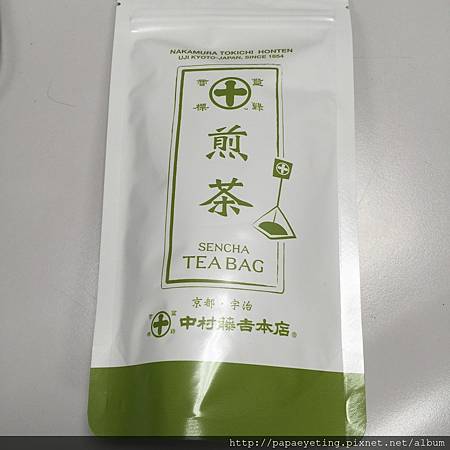 NAKAMURA TOKICHI HONTEN
UJI KYOTO-JAPAN, SINCE 1854
煎茶
SENCHA
TEA BAG
京都・宇治
中村藤吉本店®
http://papaeyeting.pixnet.net/album